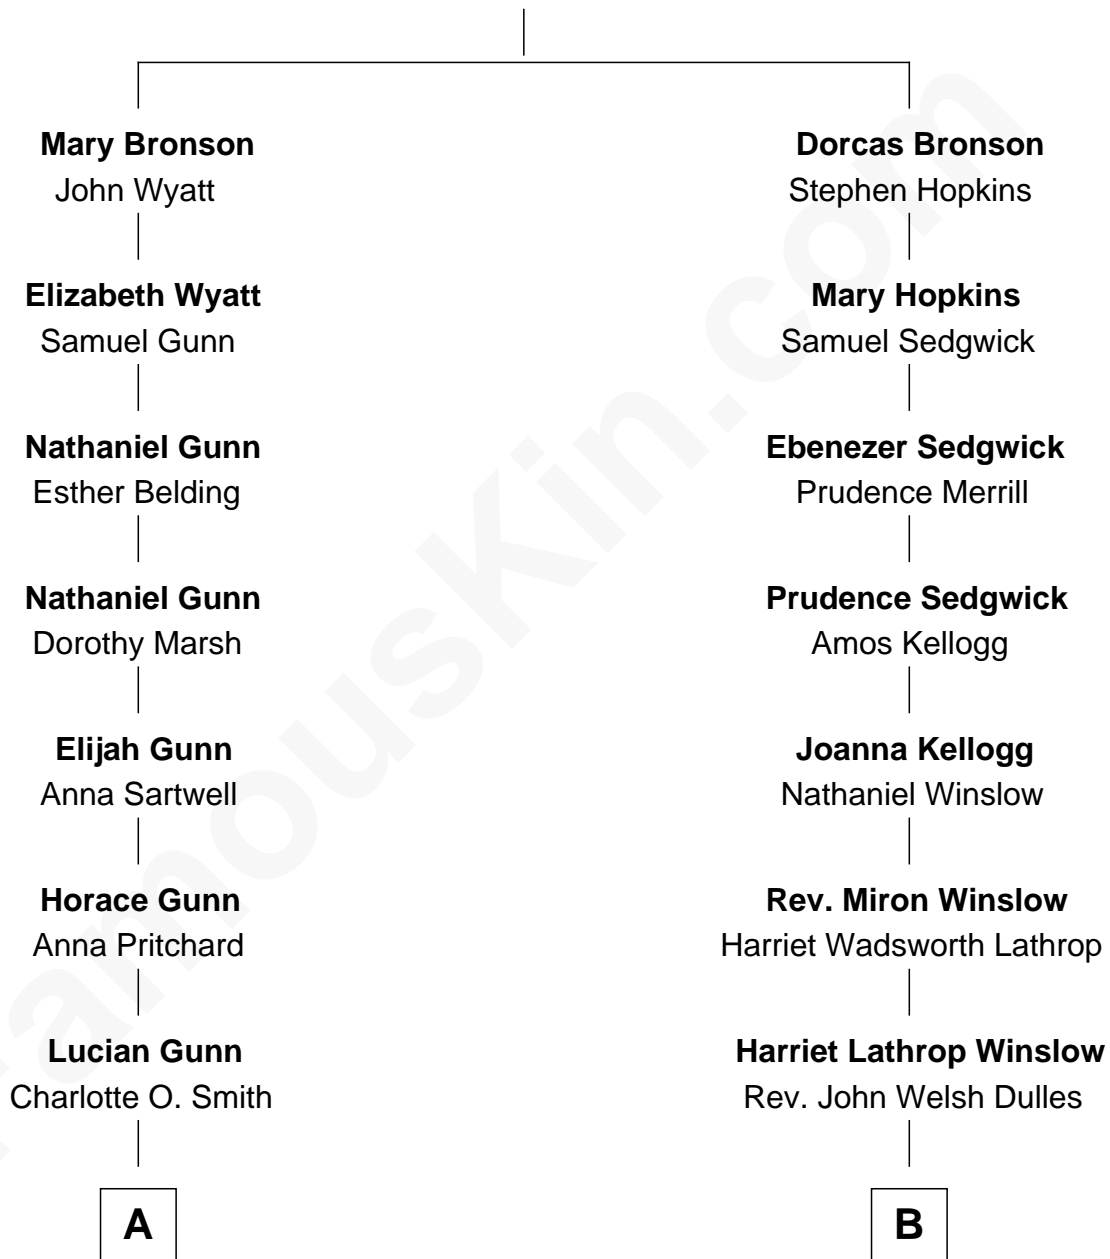 Mary Bronson
John Wyatt
Dorcas Bronson
Stephen Hopkins
Elizabeth Wyatt
Samuel Gunn
Mary Hopkins
Samuel Sedgwick
Nathaniel Gunn
Esther Belding
Ebenezer Sedgwick
Prudence Merrill
Nathaniel Gunn
Dorothy Marsh
Prudence Sedgwick
Amos Kellogg
Elijah Gunn
Anna Sartwell
Joanna Kellogg
Nathaniel Winslow
Horace Gunn
Anna Pritchard
Rev. Miron Winslow
Harriet Wadsworth Lathrop
Lucian Gunn
Charlotte O. Smith
Harriet Lathrop Winslow
Rev. John Welsh Dulles
A
B
FamousKin.com